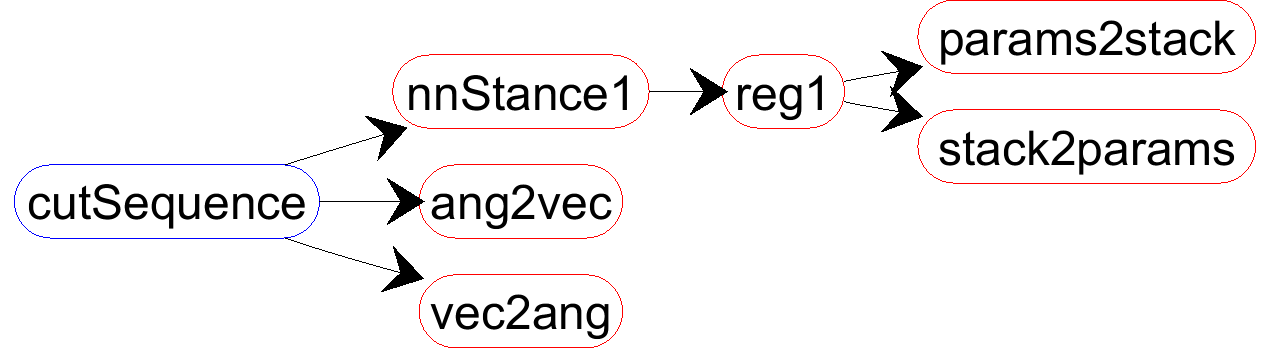 params2stack
nnStance1
reg1
stack2params
cutSequence
ang2vec
vec2ang